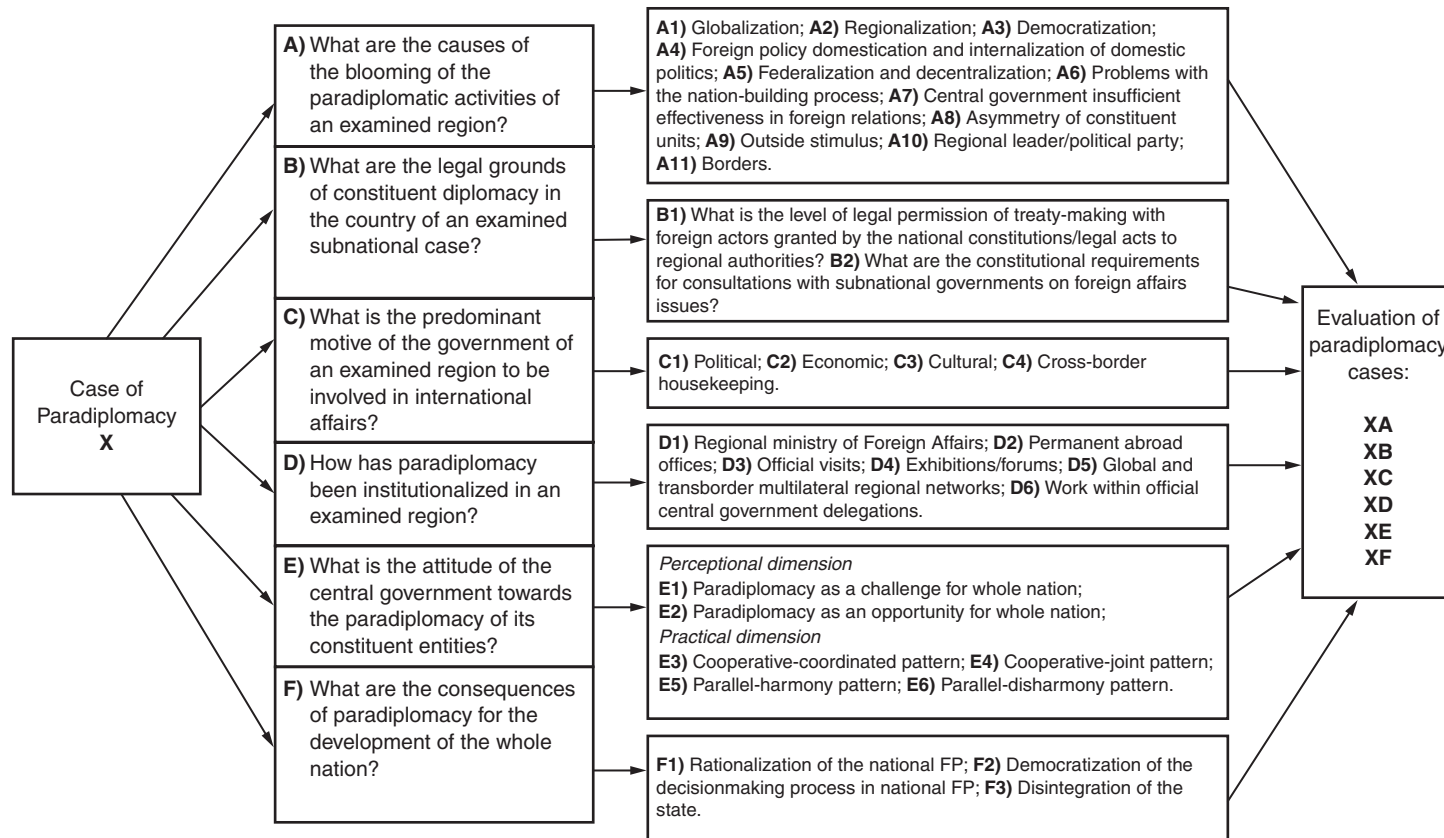 Case of
Paradiplomacy
X
A) What are the causes of
the blooming of the
paradiplomatic activities of
an examined region?
B) What are the legal grounds
of constituent diplomacy in
the country of an examined
subnational case?
C) What is the predominant
motive of the government of
an examined region to be
involved in international
affairs?
D) How has paradiplomacy
been institutionalized in an
examined region?
E) What is the attitude of the
central government towards
the paradiplomacy of its
constituent entities?
F) What are the consequences
of paradiplomacy for the
development of the whole
nation?
A1) Globalization; A2) Regionalization; A3) Democratization;
A4) Foreign policy domestication and internalization of domestic
politics; A5) Federalization and decentralization; A6) Problems with
the nation-building process; A7) Central government insufficient
effectiveness in foreign relations; A8) Asymmetry of constituent
units; A9) Outside stimulus; A10) Regional leader/political party;
A11) Borders.
B1) What is the level of legal permission of treaty-making with
foreign actors granted by the national constitutions/legal acts to
regional authorities? B2) What are the constitutional requirements
for consultations with subnational governments on foreign affairs
issues?
C1) Political; C2) Economic; C3) Cultural; C4) Cross-border
housekeeping.
D1) Regional ministry of Foreign Affairs; D2) Permanent abroad
offices; D3) Official visits; D4) Exhibitions/forums; D5) Global and
transborder multilateral regional networks; D6) Work within official
central government delegations.
Perceptional dimension
E1) Paradiplomacy as a challenge for whole nation;
E2) Paradiplomacy as an opportunity for whole nation;
Practical dimension
E3) Cooperative-coordinated pattern; E4) Cooperative-joint pattern;
E5) Parallel-harmony pattern; E6) Parallel-disharmony pattern.
F1) Rationalization of the national FP; F2) Democratization of the
decisionmaking process in national FP; F3) Disintegration of the
state.
Evaluation of
paradiplomacy
cases:
XA
XB
XC
XD
XE
XF